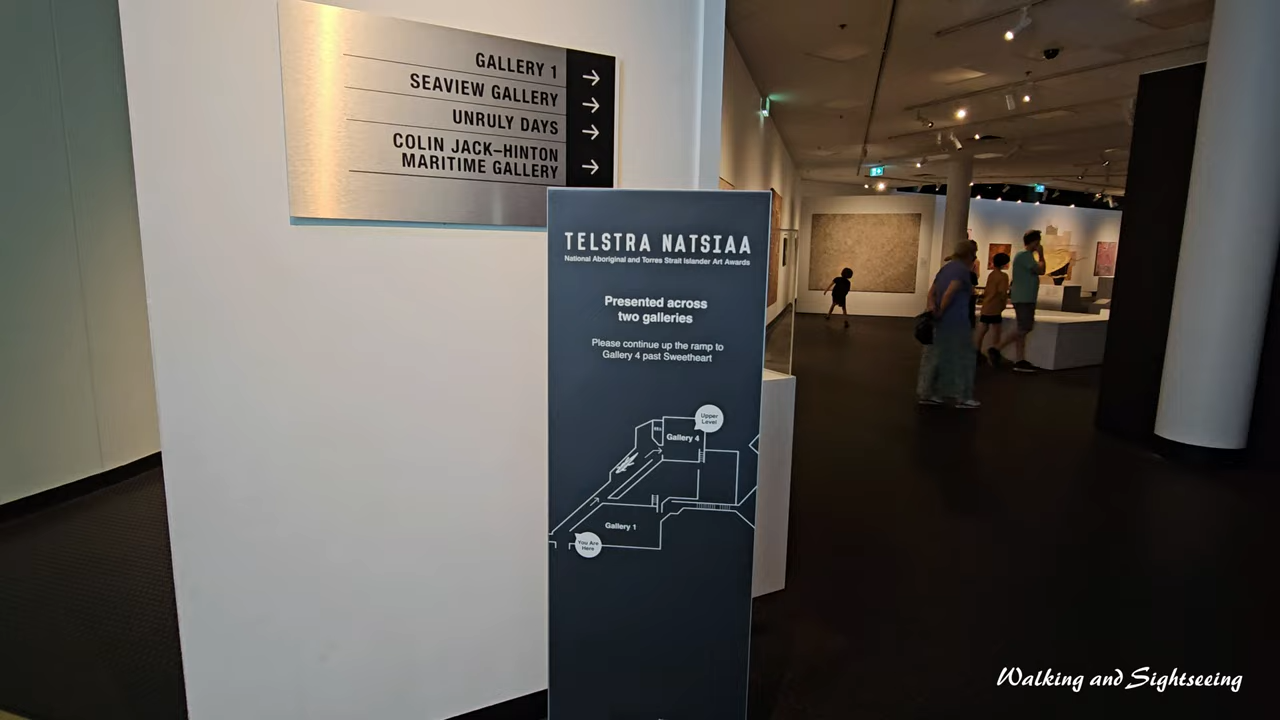 GALLERY 1
SEAVIEW GALLERY
UNRULY DAYS
COLIN JACK–HINTON
MARITIME GALLERY
TELSTRA NATSIAA
National Aboriginal and Torres Strait Islander Art Awards
Presented across
two galleries
Please continue up the ramp to
Gallery 4 past Sweetheart
Upper
Level
Gallery 4
Gallery 1
You Are
Here
Walking and Sightseeing